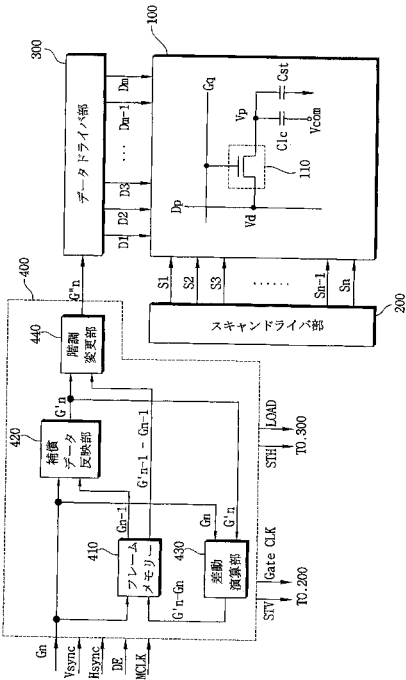 Gn
Vsync
Hsync
DE
MCLK
400
420
補償
データ
反映部
G'n
440
階調
変更部
G"n
Gn-1
G'n-1 - Gn-1
410
フレーム
メモリー
Gn
G'n
430
差動
演算部
G'n-Gn
STV
Gate CLK
TO.200
STH
LOAD
TO.300
300
データドライバ部
D1
D2
D3
...
Dm-1
Dm
100
S1
S2
S3
......
Sn-1
Sn
スキャンドライバ部
200
Dp
Gq
Vd
110
Vp
Clc
Cst
Vcom